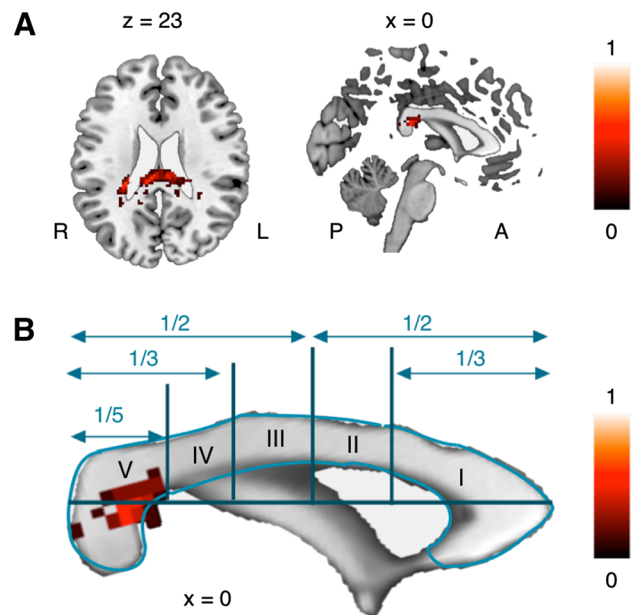 A
z = 23
x = 0
1
R
L
P
A
0
B
1/2
1/2
1/3
1/3
1/5
1
V
IV
III
II
I
0
x = 0